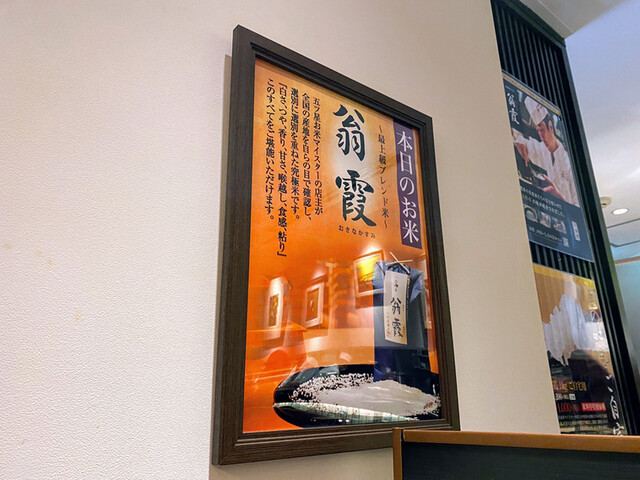 本日のお米
～最上級ブレンド米～
翁霞
おきなかすみ
五ツ星お米マイスターの店主が
全国の産地を自らの目で確認し、
選別に選別を重ねた究極米です。
「白さ、つや、香り、甘さ、喉越し、食感、粘り」
このすべてをご堪能いただけます。
翁霞
翁霞